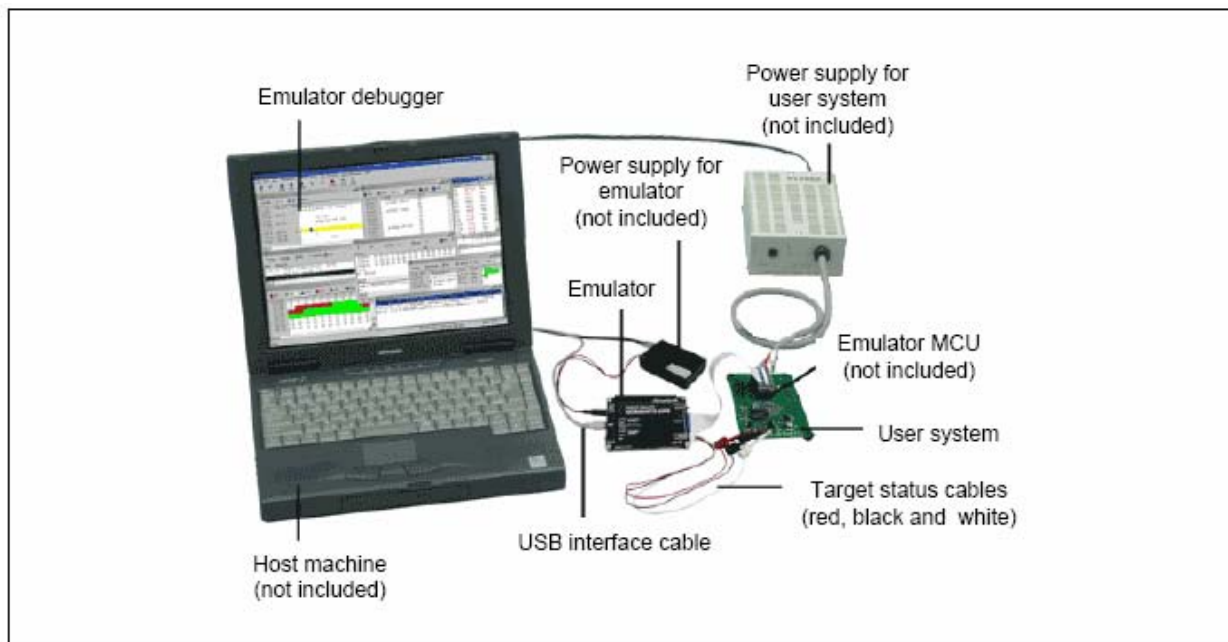 Emulator debugger
Power supply for
user system
(not included)
Power supply for
emulator
(not included)
Emulator
Emulator MCU
(not included)
User system
Target status cables
(red, black and  white)
USB interface cable
Host machine
(not included)